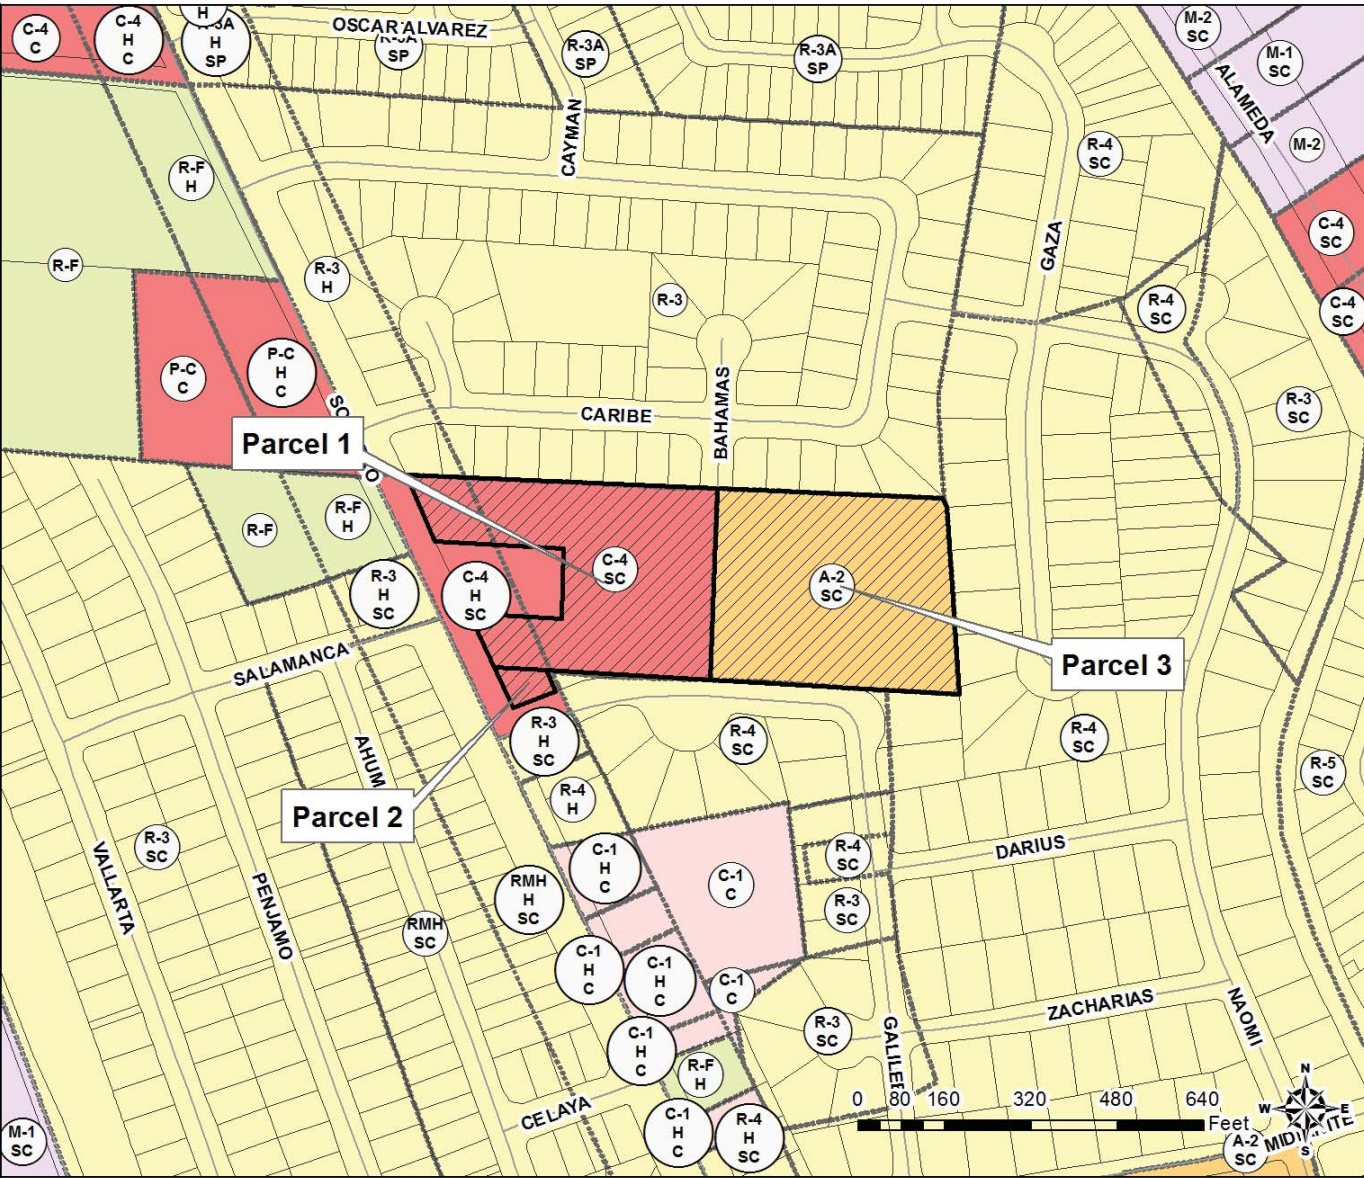 C-4
C
C-4
H
C
H
R-3A
H
SP
OSCAR ALVAREZ
R-3A
SP
R-3A
SP
R-3A
SP
M-2
SC
M-1
SC
ALAMEDA
M-2
CAYMAN
R-4
SC
R-F
H
C-4
SC
GAZA
R-F
R-3
H
R-3
R-4
SC
C-4
SC
P-C
C
P-C
H
C
BAHAMAS
CARIBE
R-3
SC
Parcel 1
R-F
R-F
H
R-3
H
SC
C-4
H
SC
C-4
SC
A-2
SC
SALAMANCA
Parcel 3
R-3
H
SC
R-4
SC
R-4
SC
AHUM
R-4
H
R-5
SC
Parcel 2
VALLARTA
R-3
SC
PENJAMO
RMH
SC
RMH
H
SC
C-1
H
C
C-1
C
R-4
SC
DARIUS
R-3
SC
C-1
H
C
C-1
H
C
C-1
C
ZACHARIAS
NAOMI
C-1
H
C
R-F
H
R-3
SC
GALILEE
CELAYA
C-1
H
C
R-4
H
SC
M-1
SC
0 80 160 320 480 640
Feet
N
W
E
S
A-2
SC